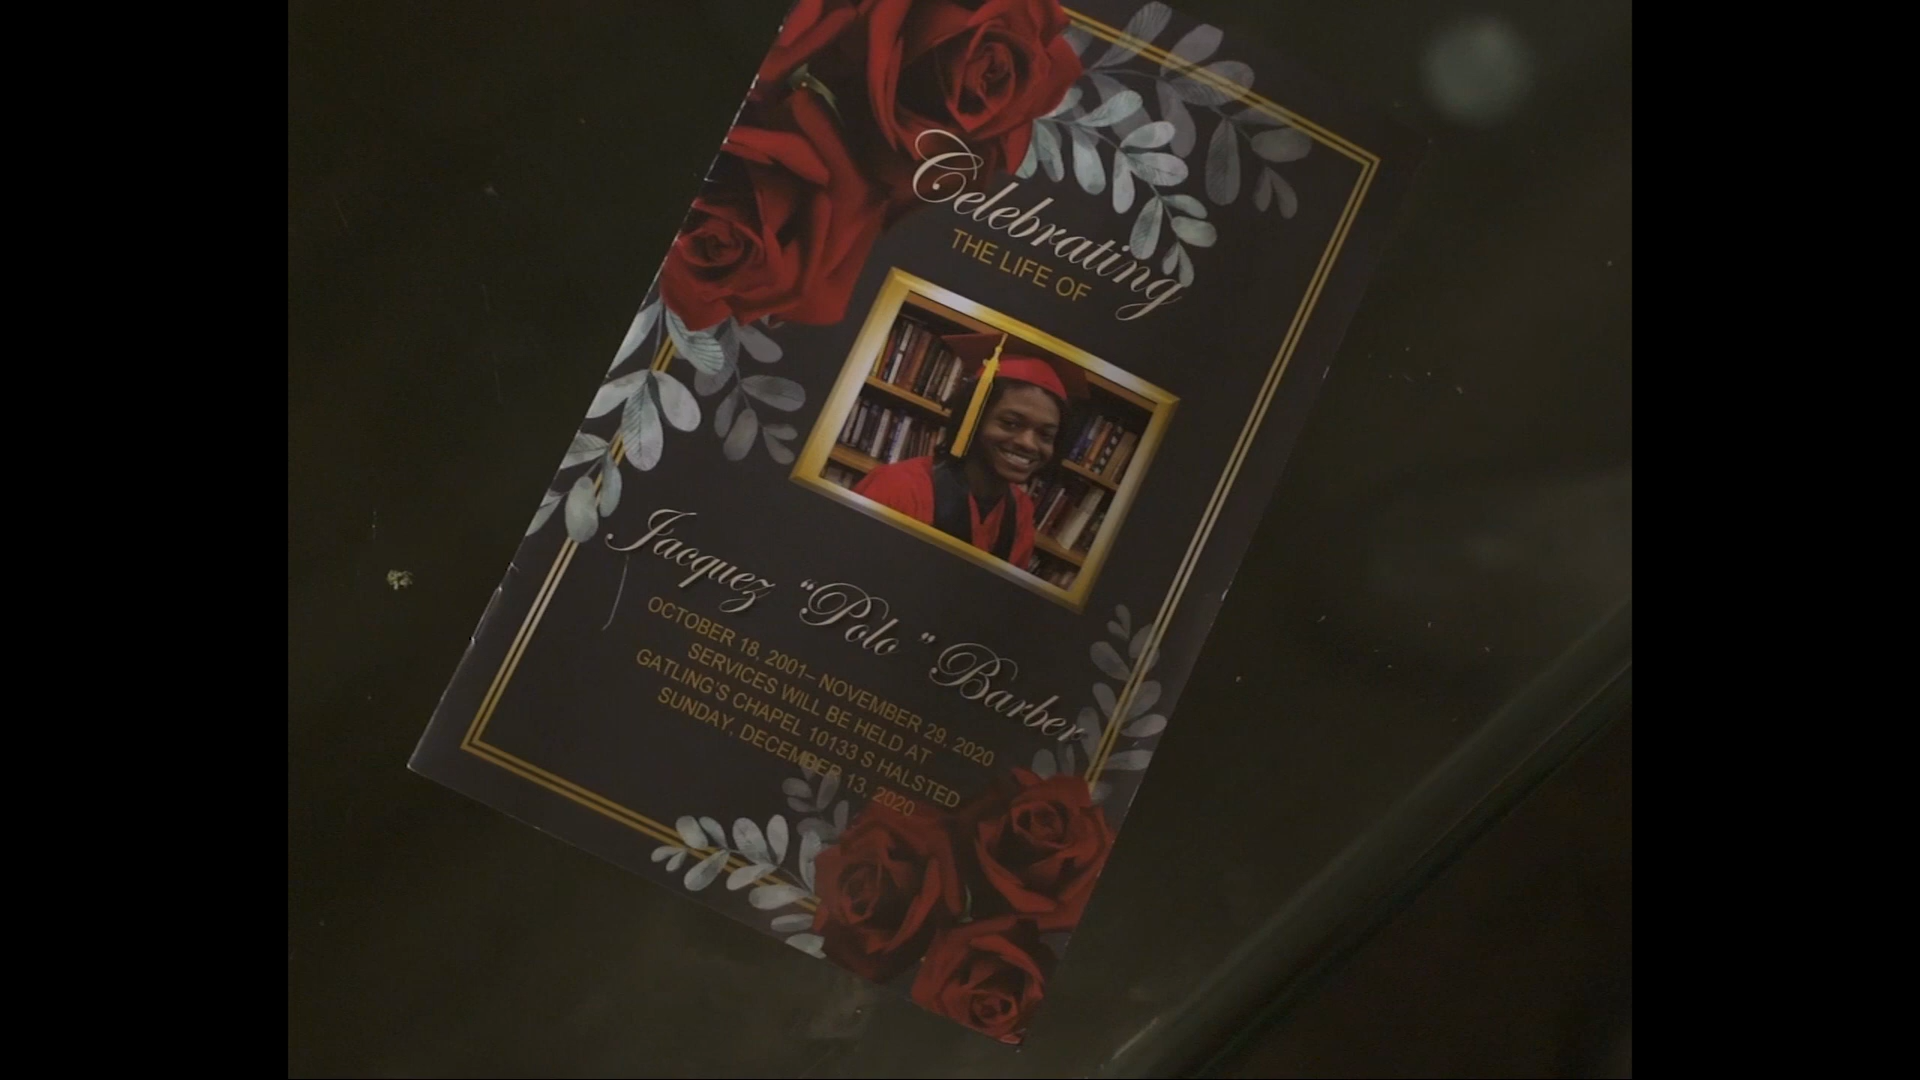 Celebrating
THE LIFE OF
Jacquez "Polo" Barber
OCTOBER 18, 2001– NOVEMBER 29, 2020
SERVICES WILL BE HELD AT
GATLING'S CHAPEL 10133 S HALSTED
SUNDAY, DECEMBER 13, 2020